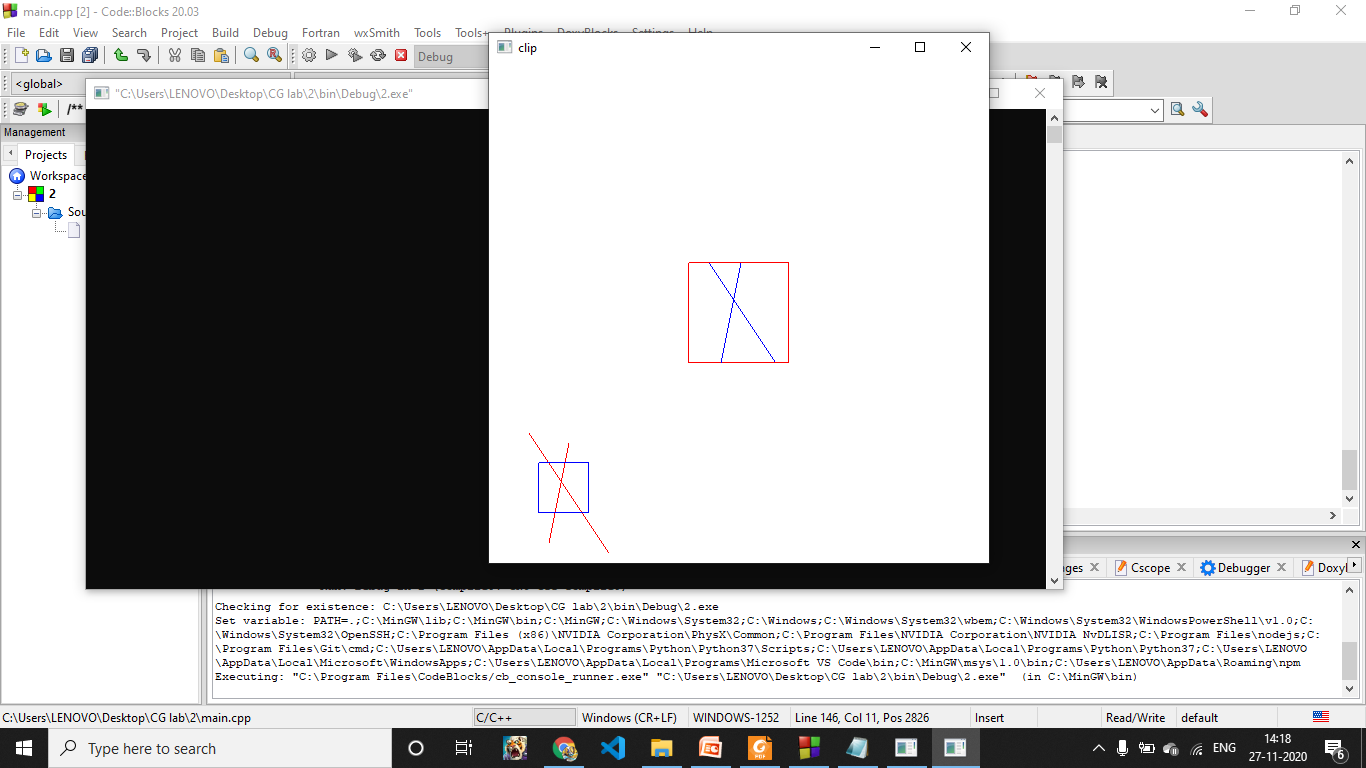 main.cpp [2] - Code::Blocks 20.03
File Edit View Search Project Build Debug Fortran wxSmith Tools Tools+ Plugins DoxyBlocks Settings Help
clip
Debug
<global>
"C:\Users\LENOVO\Desktop\CG lab\2\bin\Debug\2.exe"
/**
Management
Projects
Workspace
2
Sou
Cscope
Debugger
Doxyl
Checking for existence: C:\Users\LENOVO\Desktop\CG lab\2\bin\Debug\2.exe
Set variable: PATH=.;C:\MinGW\lib;C:\MinGW\bin;C:\MinGW;C:\Windows\System32;C:\Windows;C:\Windows\System32\wbem;C:\Windows\System32\WindowsPowerShell\v1.0;C:
\Windows\System32\OpenSSH;C:\Program Files (x86)\NVIDIA Corporation\PhysX\Common;C:\Program Files\NVIDIA Corporation\NVIDIA NvDLISR;C:\Program Files\nodejs;C:
\Program Files\Git\cmd;C:\Users\LENOVO\AppData\Local\Programs\Python\Python37\Scripts;C:\Users\LENOVO\AppData\Local\Programs\Python\Python37;C:\Users\LENOVO
\AppData\Local\Microsoft\WindowsApps;C:\Users\LENOVO\AppData\Local\Programs\Microsoft VS Code\bin;C:\MinGW\msys\1.0\bin;C:\Users\LENOVO\AppData\Roaming\npm
Executing: "C:\Program Files\CodeBlocks/cb_console_runner.exe" "C:\Users\LENOVO\Desktop\CG lab\2\bin\Debug\2.exe"  (in C:\MinGW\bin)
C:\Users\LENOVO\Desktop\CG lab\2\main.cpp C/C++ Windows (CR+LF) WINDOWS-1252 Line 146, Col 11, Pos 2826 Insert Read/Write default
Type here to search
ENG
14:18
27-11-2020
6